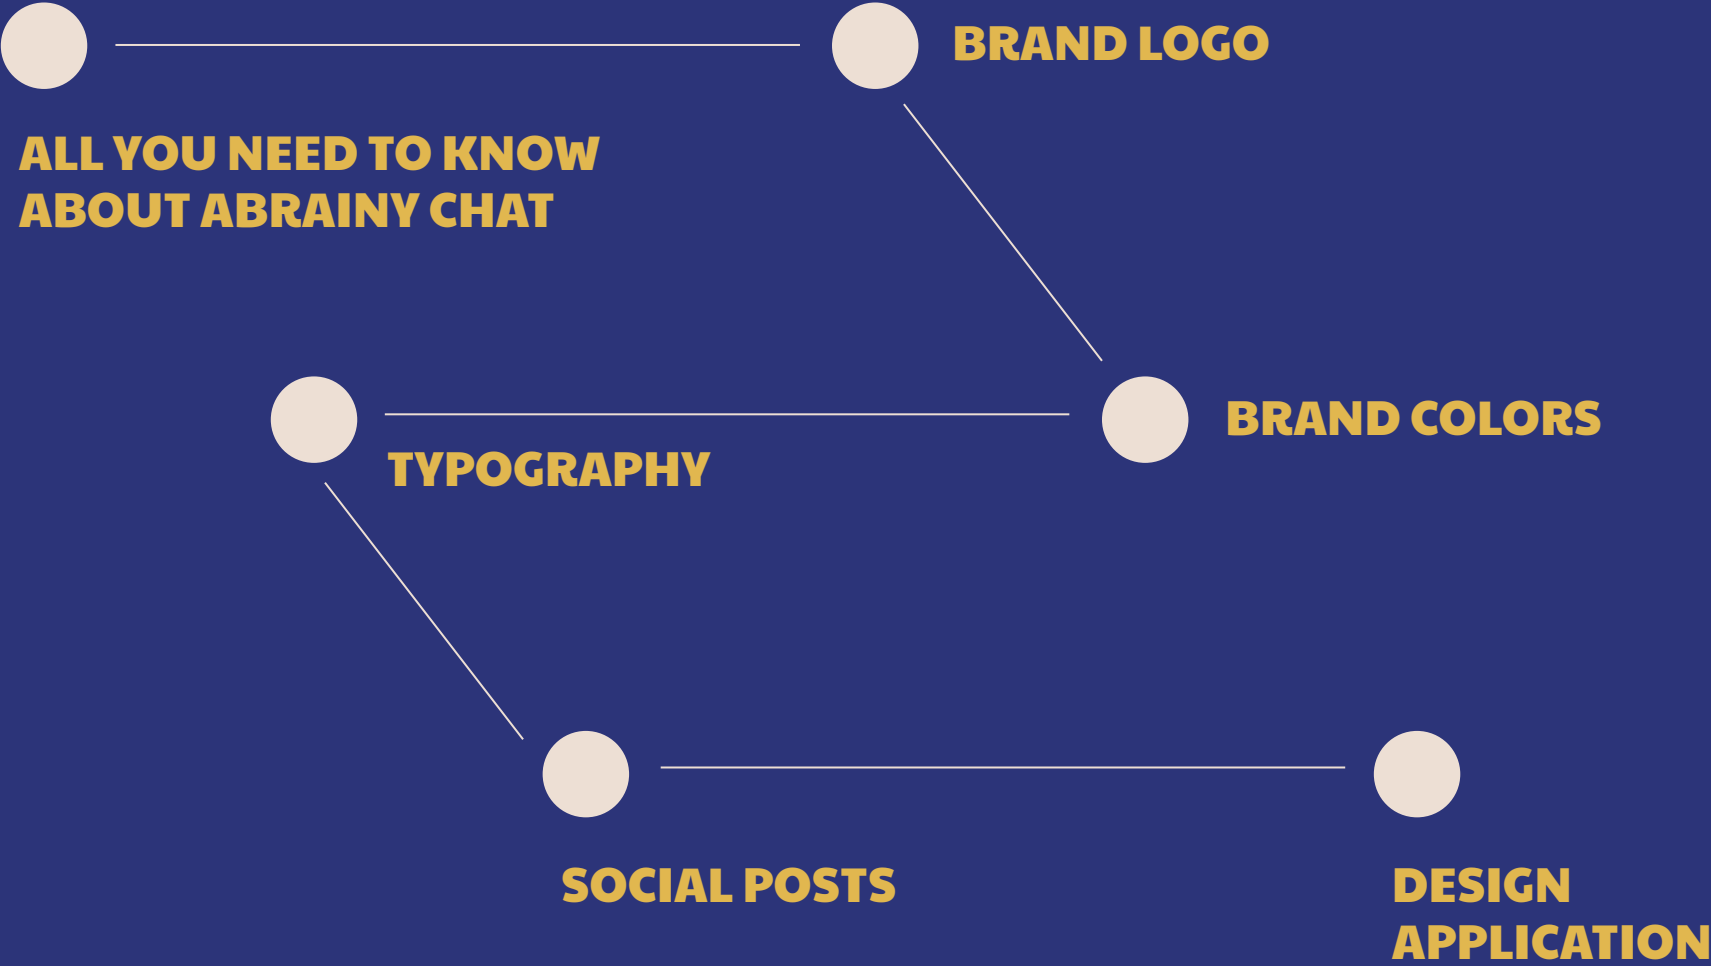 ALL YOU NEED TO KNOW
ABOUT ABRAINY CHAT
BRAND LOGO
BRAND COLORS
TYPOGRAPHY
SOCIAL POSTS
DESIGN
APPLICATION